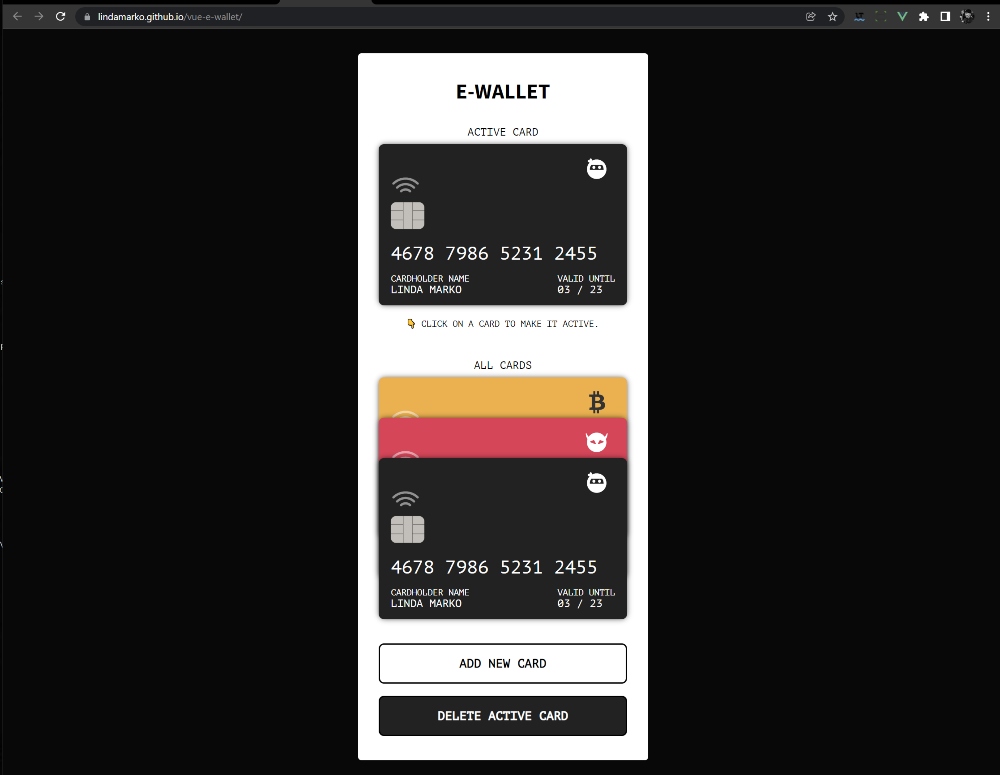 lindamarko.github.io/vue-e-wallet/
E-WALLET
ACTIVE CARD
4678 7986 5231 2455
CARDHOLDER NAME VALID UNTIL
LINDA MARKO 03 / 23
👇 CLICK ON A CARD TO MAKE IT ACTIVE.
ALL CARDS
4678 7986 5231 2455
CARDHOLDER NAME VALID UNTIL
LINDA MARKO 03 / 23
ADD NEW CARD
DELETE ACTIVE CARD